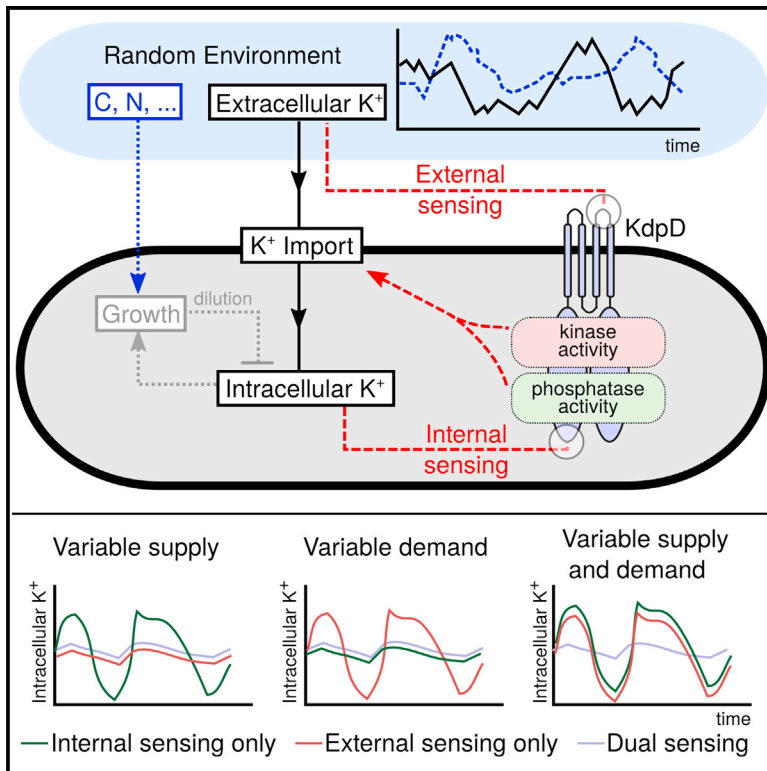 Random Environment
C, N, ...
Extracellular K+
time
External
sensing
KdpD
K+ Import
dilution
Growth
kinase
activity
Intracellular K+
phosphatase
activity
Internal
sensing
Variable supply
Variable demand
Variable supply
and demand
Intracellular K+
Intracellular K+
Intracellular K+
time
Internal sensing only
External sensing only
Dual sensing